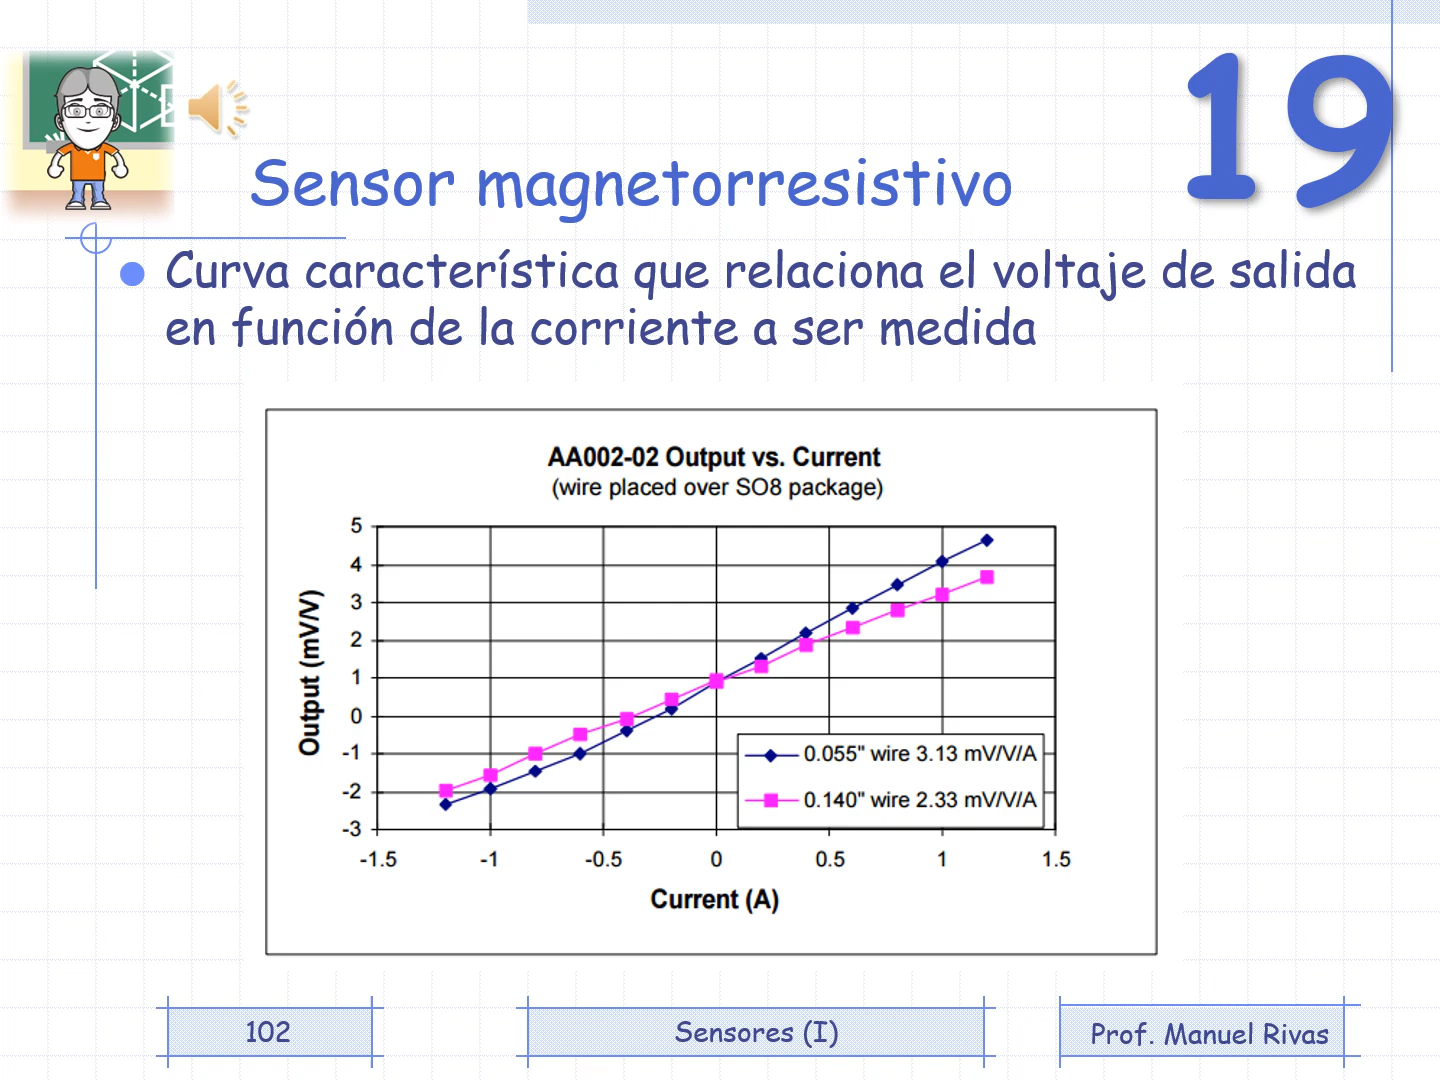 19
Sensor magnetorresistivo
Curva característica que relaciona el voltaje de salida
en función de la corriente a ser medida
AA002-02 Output vs. Current
(wire placed over SO8 package)
Output (mV/V)
5
4
3
2
1
0
-1
-2
-3
0.055" wire 3.13 mV/V/A
0.140" wire 2.33 mV/V/A
-1.5 -1 -0.5 0 0.5 1 1.5
Current (A)
102 Sensores (I) Prof. Manuel Rivas